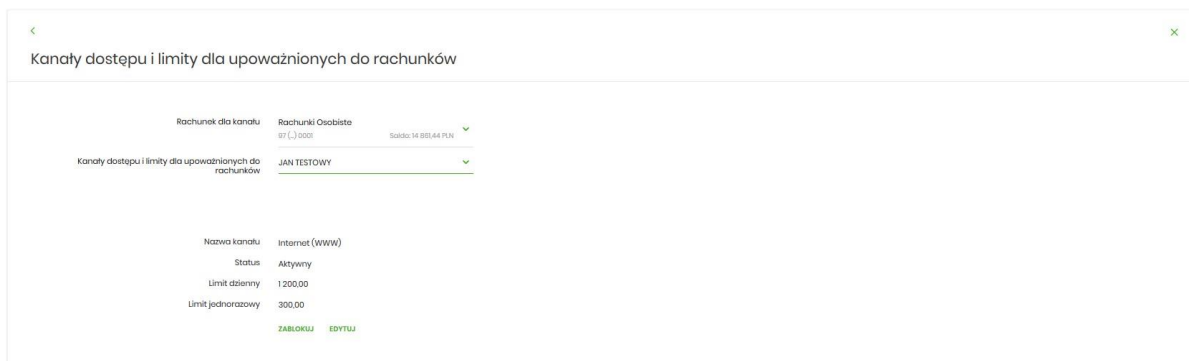 Kanały dostępu i limity dla upoważnionych do rachunków
Rachunek dla kanału
Rachunki Osobiste
97 (...) 0001 Saldo: 14 861,44 PLN
Kanały dostępu i limity dla upoważnionych do
rachunków
JAN TESTOWY
Nazwa kanału Internet (WWW)
Status Aktywny
Limit dzienny 1 200,00
Limit jednorazowy 300,00
ZABLOKUJ EDYTUJ